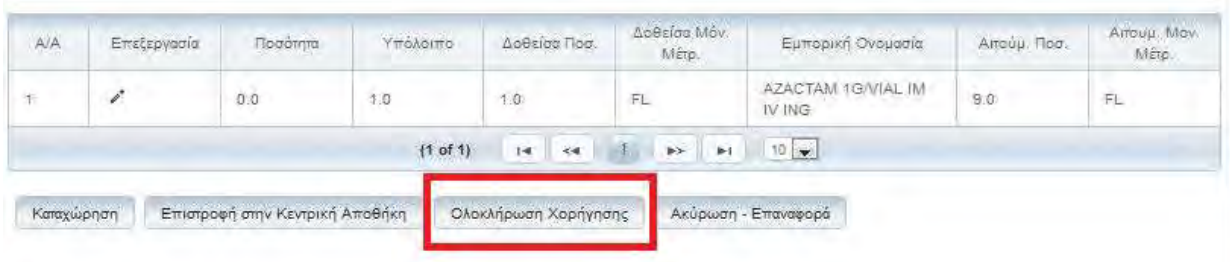 Α/Α Επεξεργασία Ποσότητα Υπόλοιπο Δοθείσα Ποσ. Δοθείσα Μόν. Μέτρ. Εμπορική Ονομασία Αιτούμ. Ποσ. Αιτουμ. Μον. Μέτρ.
1 0.0 1.0 1.0 FL AZACTAM 1G/VIAL IM IV ING 9.0 FL
(1 of 1) 1 10
Καταχώρηση Επιστροφή στην Κεντρική Αποθήκη Ολοκλήρωση Χορήγησης Ακύρωση - Επαναφορά